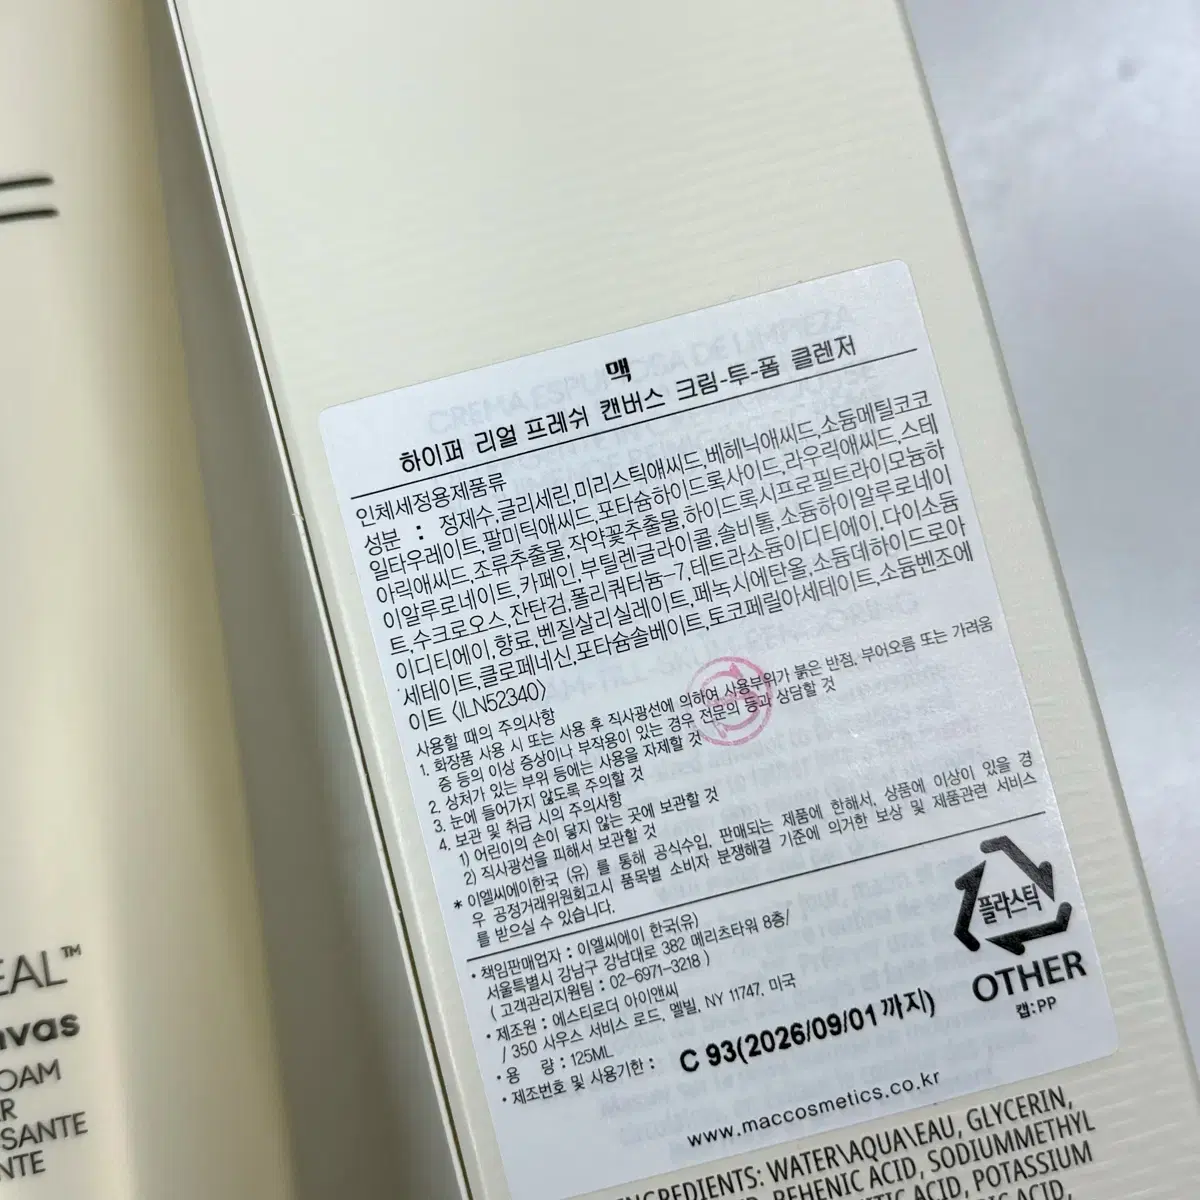 EAL™
nvas
OAM
R
SSANTE
NTE
맥
하이퍼 리얼 프레쉬 캔버스 크림-투-폼 클렌저
인체세정용제품류
성분 : 정제수,글리세린,미리스틱애씨드,베헤닉애씨드,소듐메틸코코
일타우레이트,팔미틱애씨드,포타슘하이드록사이드,라우릭애씨드,스테
아릭애씨드,조류추출물,작약꽃추출물,하이드록시프로필트라이모늄하
이알루로네이트,카페인,부틸렌글라이콜,솔비톨,소듐하이알루로네이
트,수크로오스,잔탄검,폴리쿼터늄-7,테트라소듐이디티에이,다이소듐
이디티에이,향료,벤질살리실레이트,페녹시에탄올,소듐데하이드로아
세테이트,클로페네신,포타슘솔베이트,토코페릴아세테이트,소듐벤조에
이트 〈ILN52340〉
사용할 때의 주의사항
1. 화장품 사용 시 또는 사용 후 직사광선에 의하여 사용부위가 붉은 반점, 부어오름 또는 가려움
증 등의 이상 증상이나 부작용이 있는 경우 전문의 등과 상담할 것
2. 상처가 있는 부위 등에는 사용을 자제할 것
3. 눈에 들어가지 않도록 주의할 것
4. 보관 및 취급 시의 주의사항
1) 어린이의 손이 닿지 않는 곳에 보관할 것
2) 직사광선을 피해서 보관할 것
* 이엘씨에이한국 (유) 를 통해 공식수입, 판매되는 제품에 한해서, 상품에 이상이 있을 경
우 공정거래위원회고시 품목별 소비자 분쟁해결 기준에 의거한 보상 및 제품관련 서비스
를 받으실 수 있습니다.
• 책임판매업자 : 이엘씨에이 한국(유)
서울특별시 강남구 강남대로 382 메리츠타워 8층/
( 고객관리지원팀 : 02-6971-3218 )
• 제조원 : 에스티로더 아이앤씨
/ 350 사우스 서비스 로드, 멜빌, NY 11747, 미국
• 용 량 : 125ML
• 제조번호 및 사용기한 : C 93(2026/09/01까지)
플라스틱
OTHER
캡:PP
www.maccosmetics.co.kr
INGREDIENTS: WATER\AQUA\EAU, GLYCERIN,
BEHENIC ACID, SODIUMMETHYL
ACID, POTASSIUM